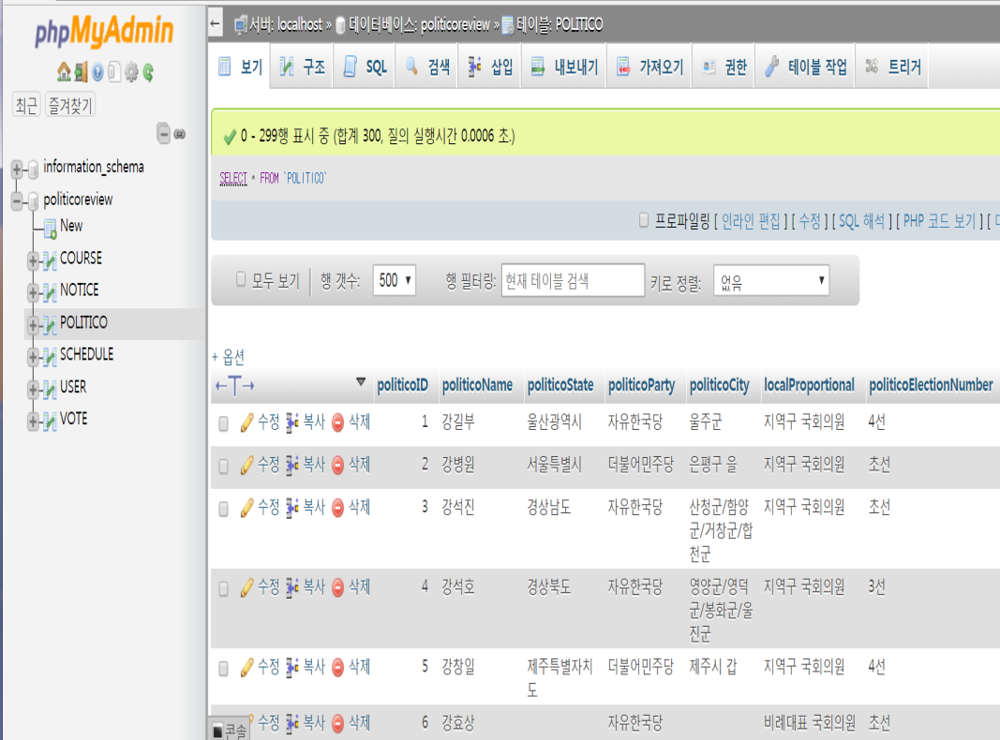 phpMyAdmin
최근 즐겨찾기
information_schema
politicoreview
New
COURSE
NOTICE
POLITICO
SCHEDULE
USER
VOTE
서버: localhost » 데이터베이스: politicoreview » 테이블: POLITICO
보기 구조 SQL 검색 삽입 내보내기 가져오기 권한 테이블 작업 트리거
0 - 299행 표시 중 (합계 300, 질의 실행시간 0.0006 초.)
SELECT * FROM `POLITICO`
프로파일링 [ 인라인 편집 ] [ 수정 ] [ SQL 해석 ] [ PHP 코드 보기 ] [
모두 보기 행 갯수: 500 행 필터링: 현재 테이블 검색 키로 정렬: 없음
+ 옵션
←T→ politicoID politicoName politicoState politicoParty politicoCity localProportional politicoElectionNumber
수정 복사 삭제 1 강길부 울산광역시 자유한국당 울주군 지역구 국회의원 4선
수정 복사 삭제 2 강병원 서울특별시 더불어민주당 은평구 을 지역구 국회의원 초선
수정 복사 삭제 3 강석진 경상남도 자유한국당 산청군/함양 지역구 국회의원 초선
군/거창군/합
천군
수정 복사 삭제 4 강석호 경상북도 자유한국당 영양군/영덕 지역구 국회의원 3선
군/봉화군/울
진군
수정 복사 삭제 5 강창일 제주특별자치 더불어민주당 제주시 갑 지역구 국회의원 4선
도
수정 복사 삭제 6 강효상 자유한국당 비례대표 국회의원 초선
콘솔